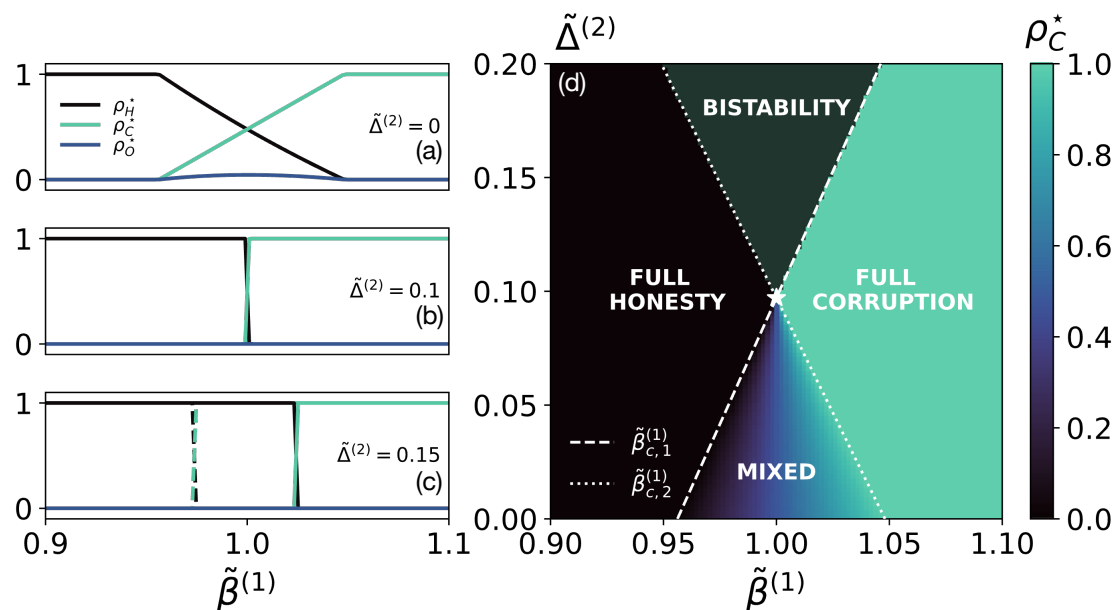 1
0
ρ_H^⋆
ρ_C^⋆
ρ_O^⋆
Δ̃^(2) = 0
(a)
1
0
Δ̃^(2) = 0.1
(b)
1
0
Δ̃^(2) = 0.15
(c)
0.9 1.0 1.1
β̃^(1)
Δ̃^(2)
(d)
0.20
0.15
0.10
0.05
0.00
BISTABILITY
FULL
HONESTY
FULL
CORRUPTION
MIXED
β̃_{c,1}^(1)
β̃_{c,2}^(1)
0.90 0.95 1.00 1.05 1.10
β̃^(1)
ρ_C^⋆
1.0
0.8
0.6
0.4
0.2
0.0